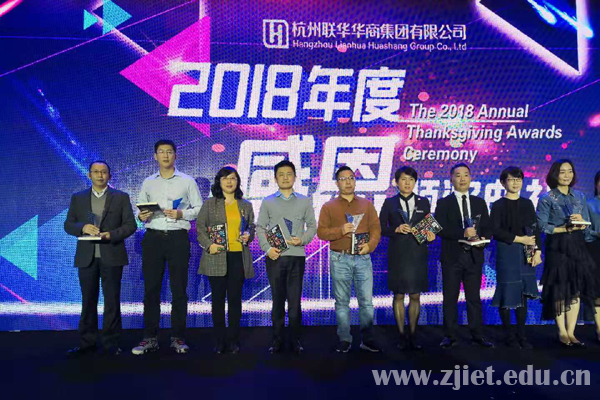 杭州联华华商集团有限公司
Hangzhou Lianhua Huashang Group Co., Ltd
2018年度
The 2018 Annual
Thanksgiving Awards
Ceremony
感恩
www.zjiet.edu.cn